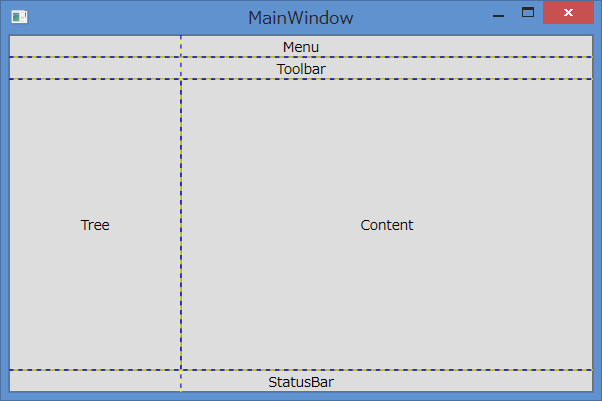 MainWindow
Menu
Toolbar
Tree
Content
StatusBar